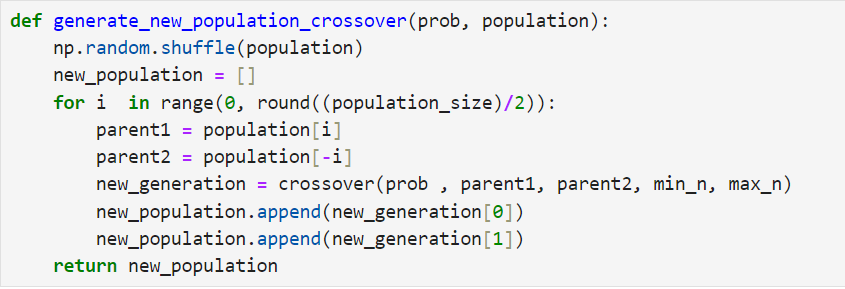 def generate_new_population_crossover(prob, population):
    np.random.shuffle(population)
    new_population = []
    for i  in range(0, round((population_size)/2)):
        parent1 = population[i]
        parent2 = population[-i]
        new_generation = crossover(prob , parent1, parent2, min_n, max_n)
        new_population.append(new_generation[0])
        new_population.append(new_generation[1])
    return new_population